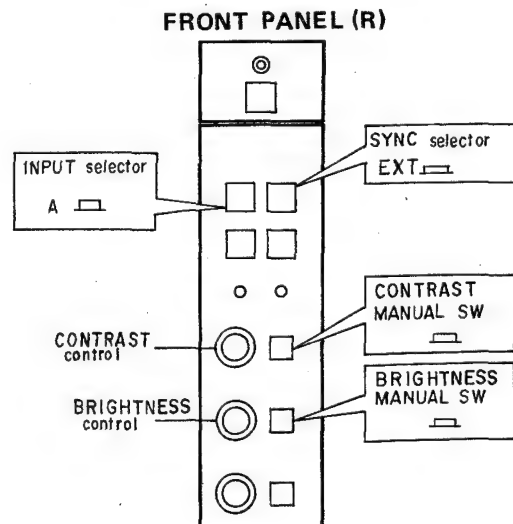 FRONT PANEL (R)
SYNC selector
EXT
INPUT selector
A
CONTRAST
MANUAL SW
CONTRAST
control
BRIGHTNESS
MANUAL SW
BRIGHTNESS
control